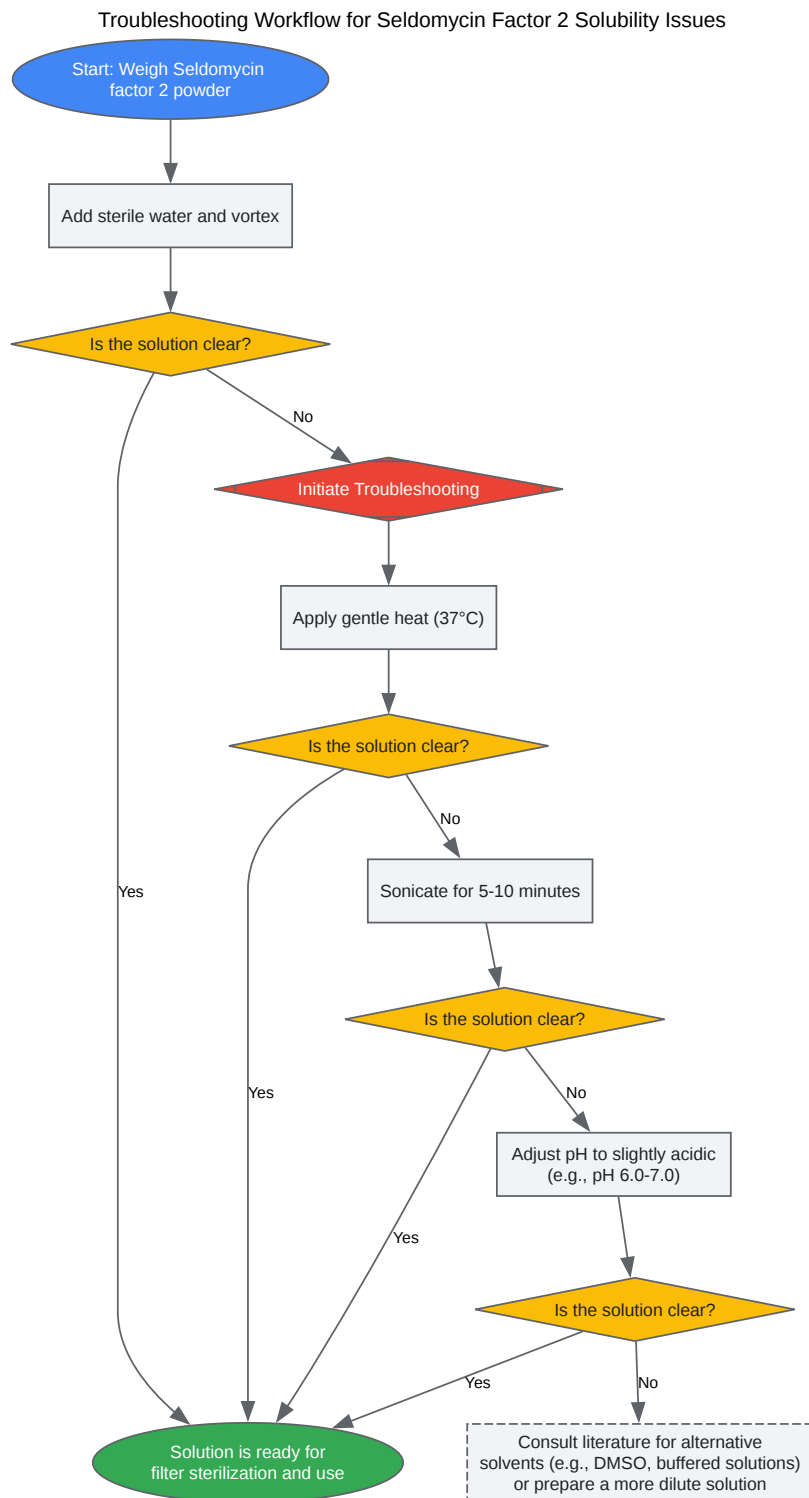 Troubleshooting Workflow for Seldomycin Factor 2 Solubility Issues
Start: Weigh Seldomycin
factor 2 powder
Add sterile water and vortex
Is the solution clear?
No
Initiate Troubleshooting
Apply gentle heat (37°C)
Is the solution clear?
No
Sonicate for 5-10 minutes
Yes
Is the solution clear?
Yes
No
Adjust pH to slightly acidic
(e.g., pH 6.0-7.0)
Yes
Is the solution clear?
Yes
No
Solution is ready for
filter sterilization and use
Consult literature for alternative
solvents (e.g., DMSO, buffered solutions)
or prepare a more dilute solution